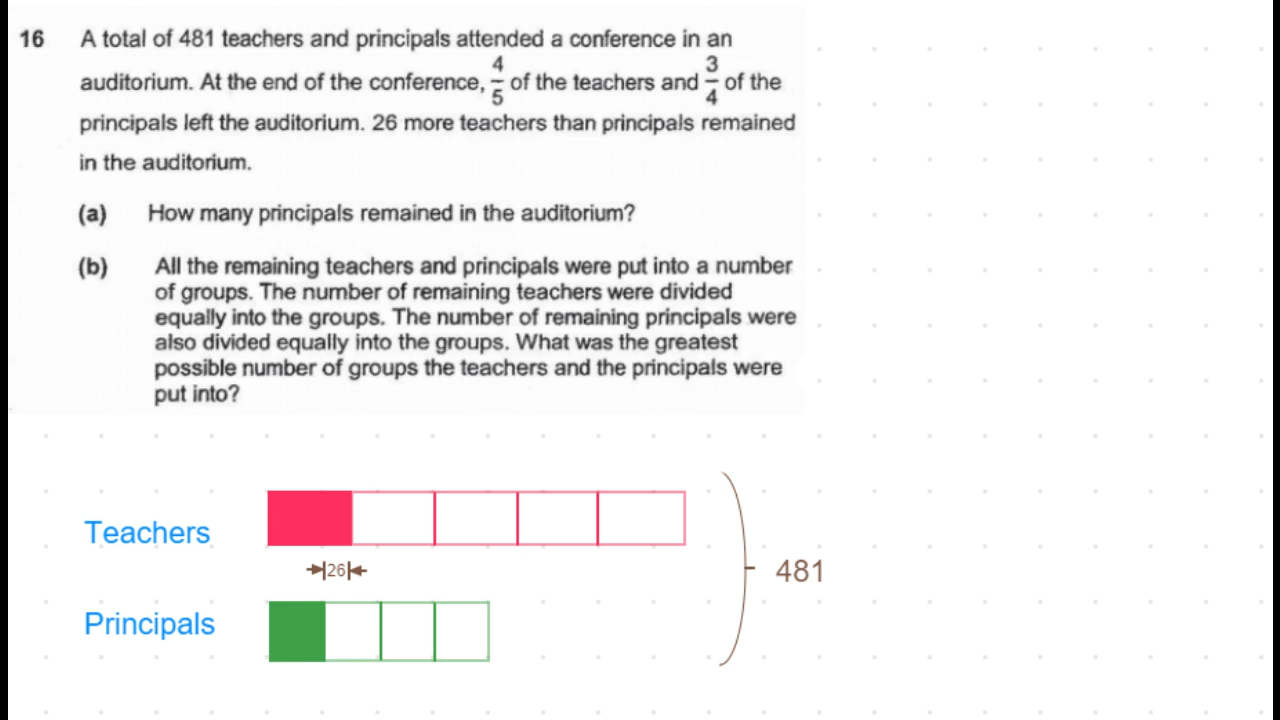 16 A total of 481 teachers and principals attended a conference in an
auditorium. At the end of the conference, 4/5 of the teachers and 3/4 of the
principals left the auditorium. 26 more teachers than principals remained
in the auditorium.
(a) How many principals remained in the auditorium?
(b) All the remaining teachers and principals were put into a number
of groups. The number of remaining teachers were divided
equally into the groups. The number of remaining principals were
also divided equally into the groups. What was the greatest
possible number of groups the teachers and the principals were
put into?
Teachers
26
481
Principals